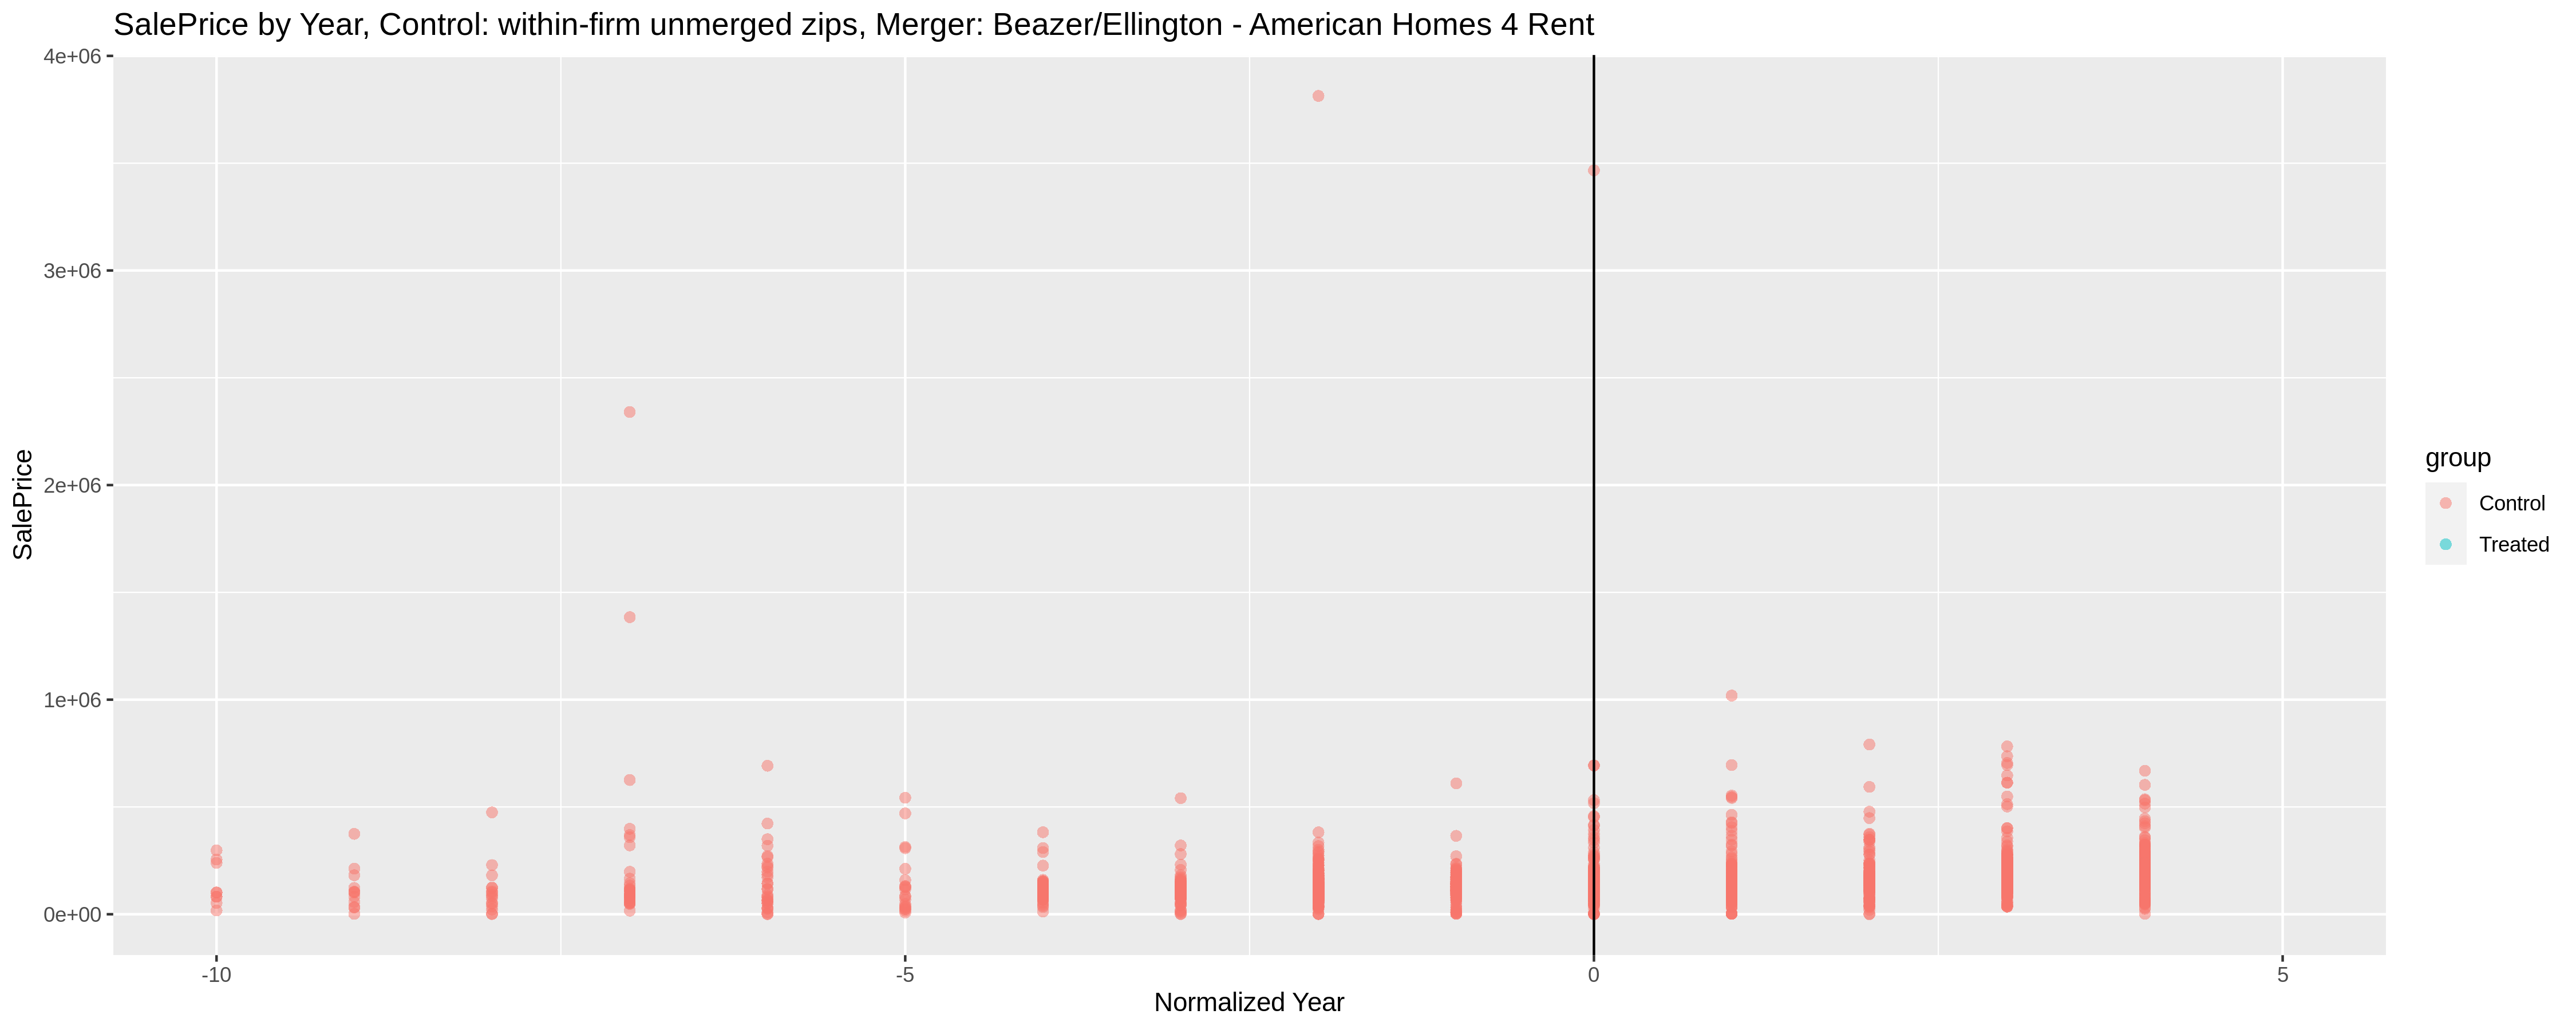 SalePrice by Year, Control: within-firm unmerged zips, Merger: Beazer/Ellington - American Homes 4 Rent
4e+06
3e+06
2e+06
1e+06
0e+00
SalePrice
-10
-5
0
5
Normalized Year
group
Control
Treated